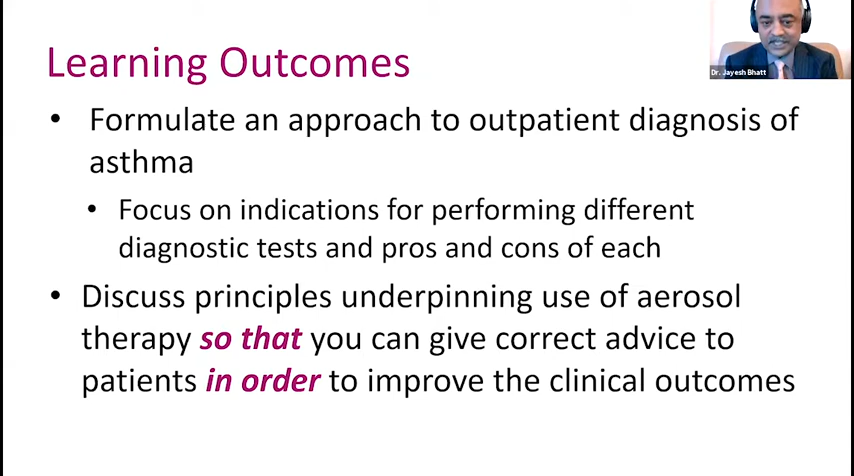 Learning Outcomes
Dr. Jayesh Bhatt
• Formulate an approach to outpatient diagnosis of
asthma
• Focus on indications for performing different
diagnostic tests and pros and cons of each
• Discuss principles underpinning use of aerosol
therapy so that you can give correct advice to
patients in order to improve the clinical outcomes